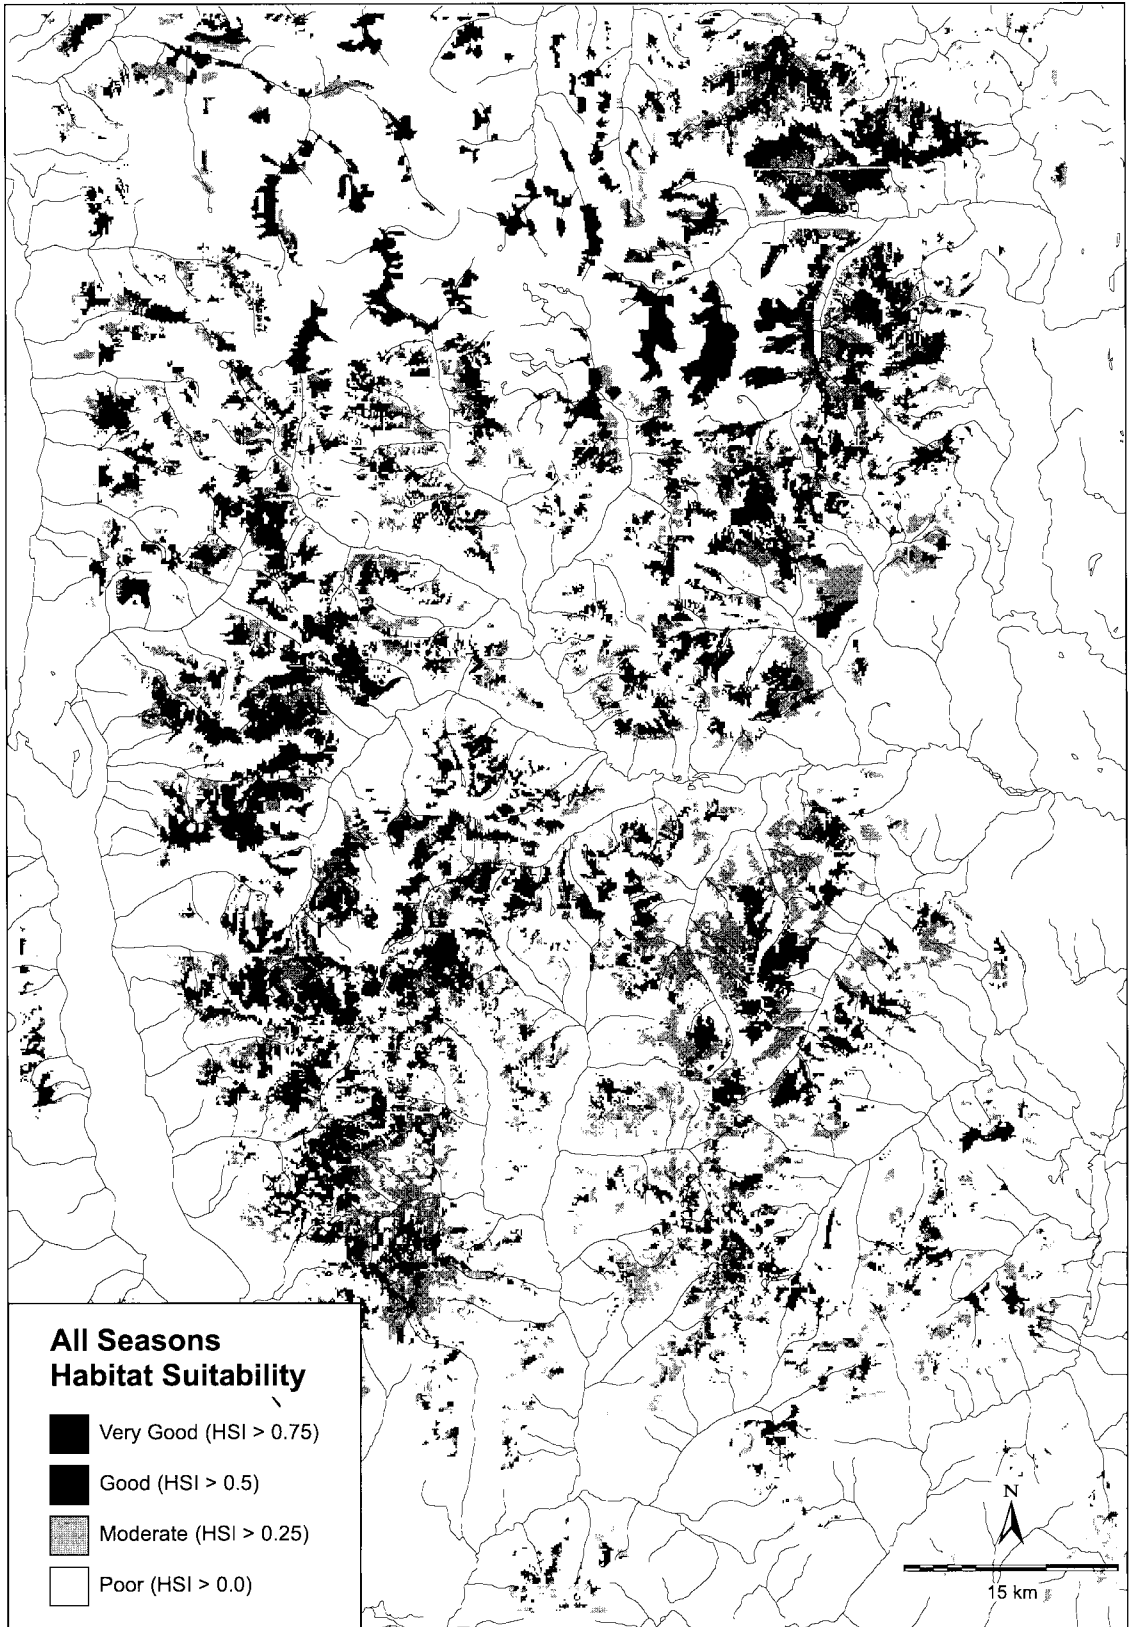 All Seasons
Habitat Suitability
Very Good (HSI > 0.75)
Good (HSI > 0.5)
Moderate (HSI > 0.25)
Poor (HSI > 0.0)
N
15 km